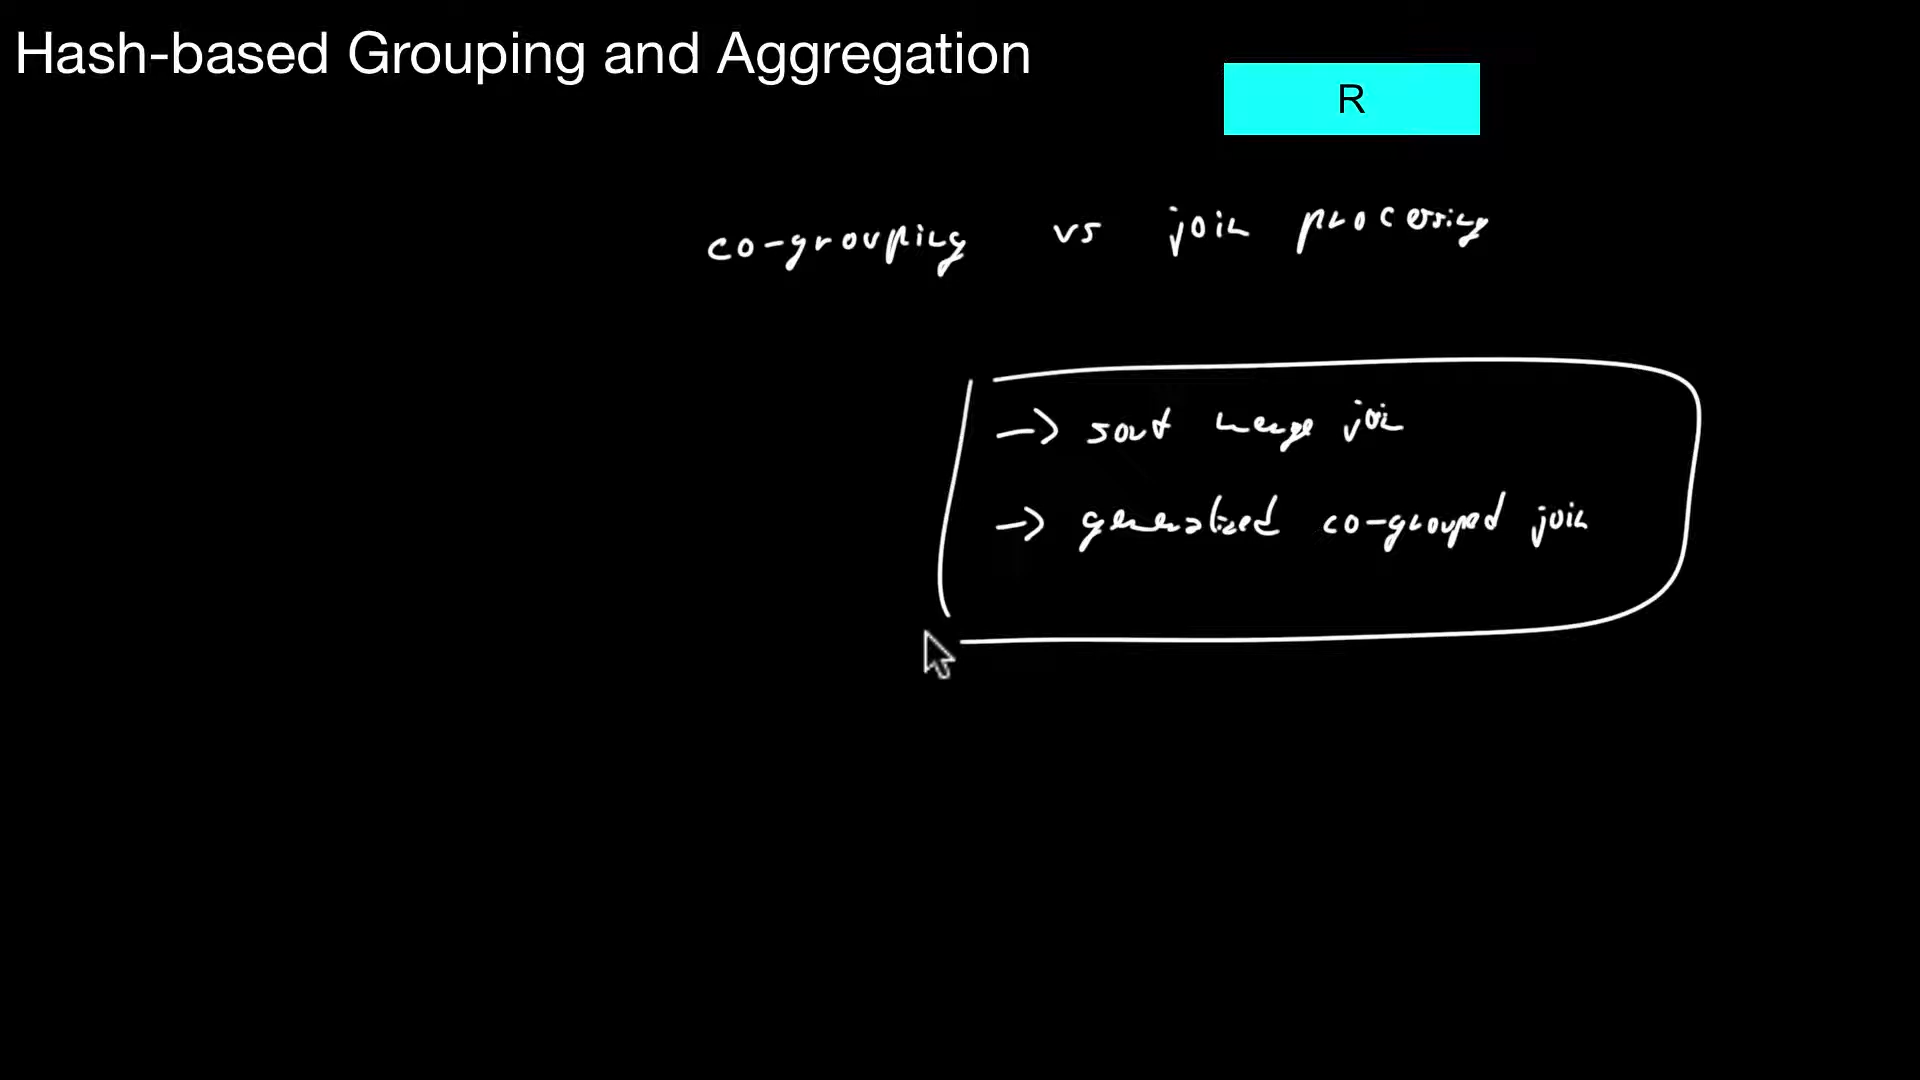 Hash-based Grouping and Aggregation
R
co-grouping vs join processing
-> sort merge join
-> generalized co-grouped join